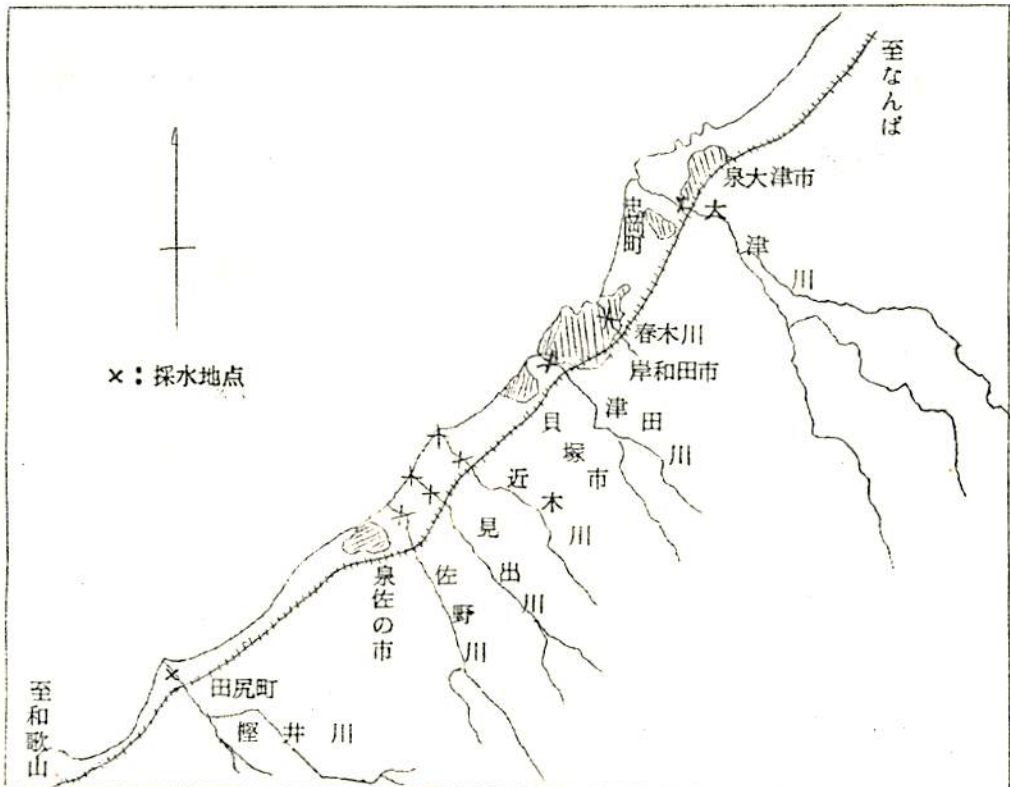 至なんば
泉大津市
忠岡町
大津川
春木川
岸和田市
×：採水地点
津田川
貝塚市
近木川
見出川
佐野川
泉佐の市
田尻町
樫井川
至和歌山